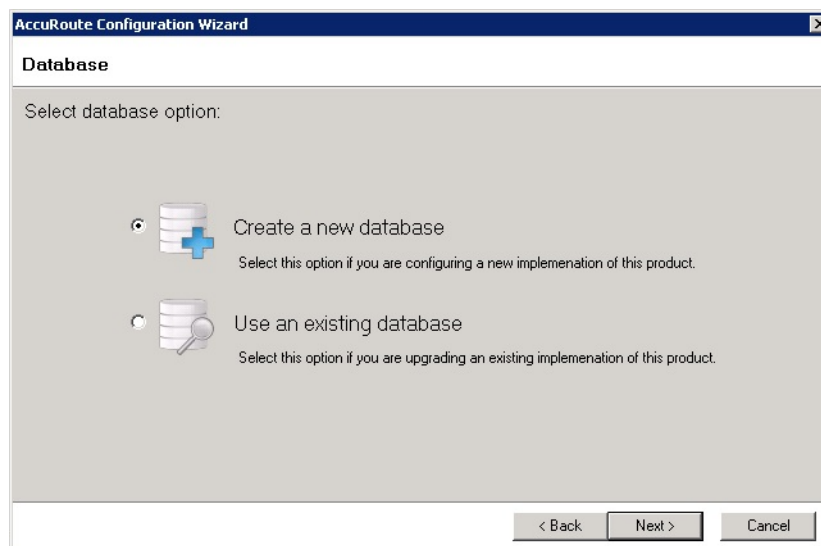 AccuRoute Configuration Wizard
Database
Select database option:
Create a new database
Select this option if you are configuring a new implemenation of this product.
Use an existing database
Select this option if you are upgrading an existing implemenation of this product.
< Back
Next >
Cancel